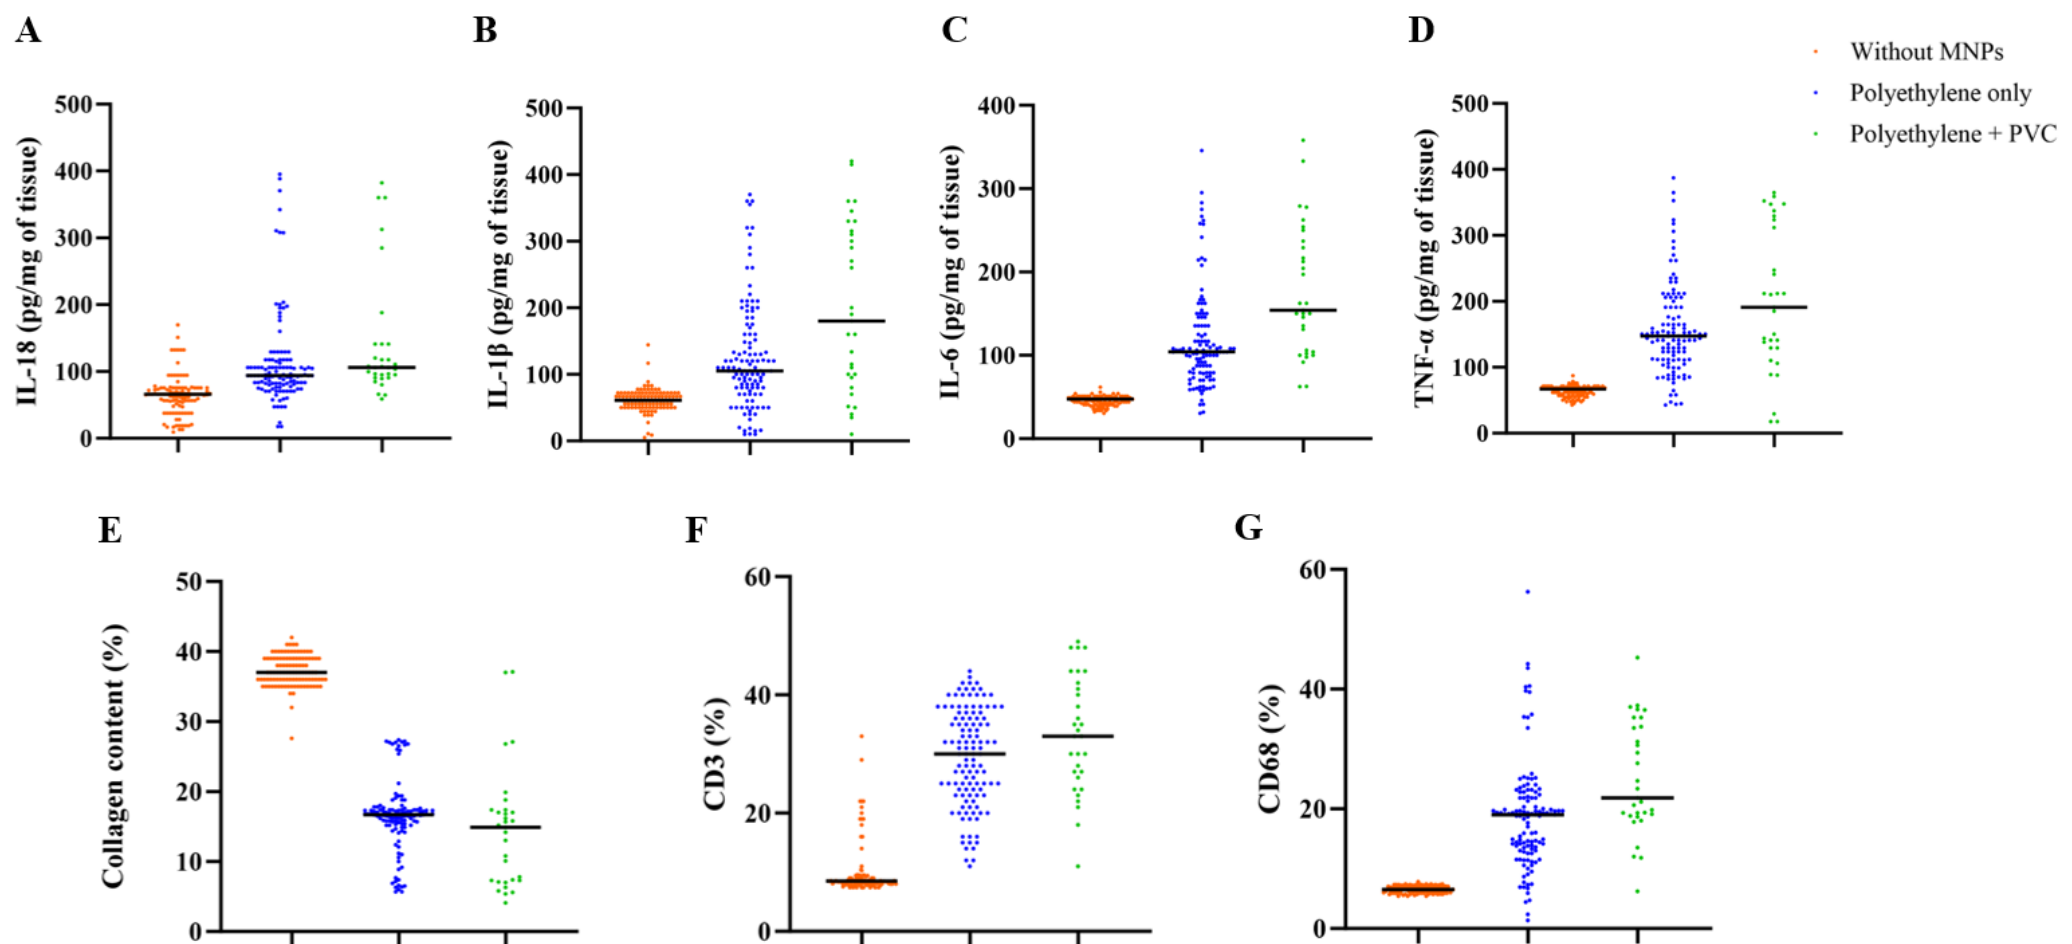 A
B
C
D
Without MNPs
Polyethylene only
Polyethylene + PVC
IL-18 (pg/mg of tissue)
500
400
300
200
100
0
IL-1β (pg/mg of tissue)
500
400
300
200
100
0
IL-6 (pg/mg of tissue)
400
300
200
100
0
TNF-α (pg/mg of tissue)
500
400
300
200
100
0
E
F
G
Collagen content (%)
50
40
30
20
10
0
CD3 (%)
60
40
20
0
CD68 (%)
60
40
20
0